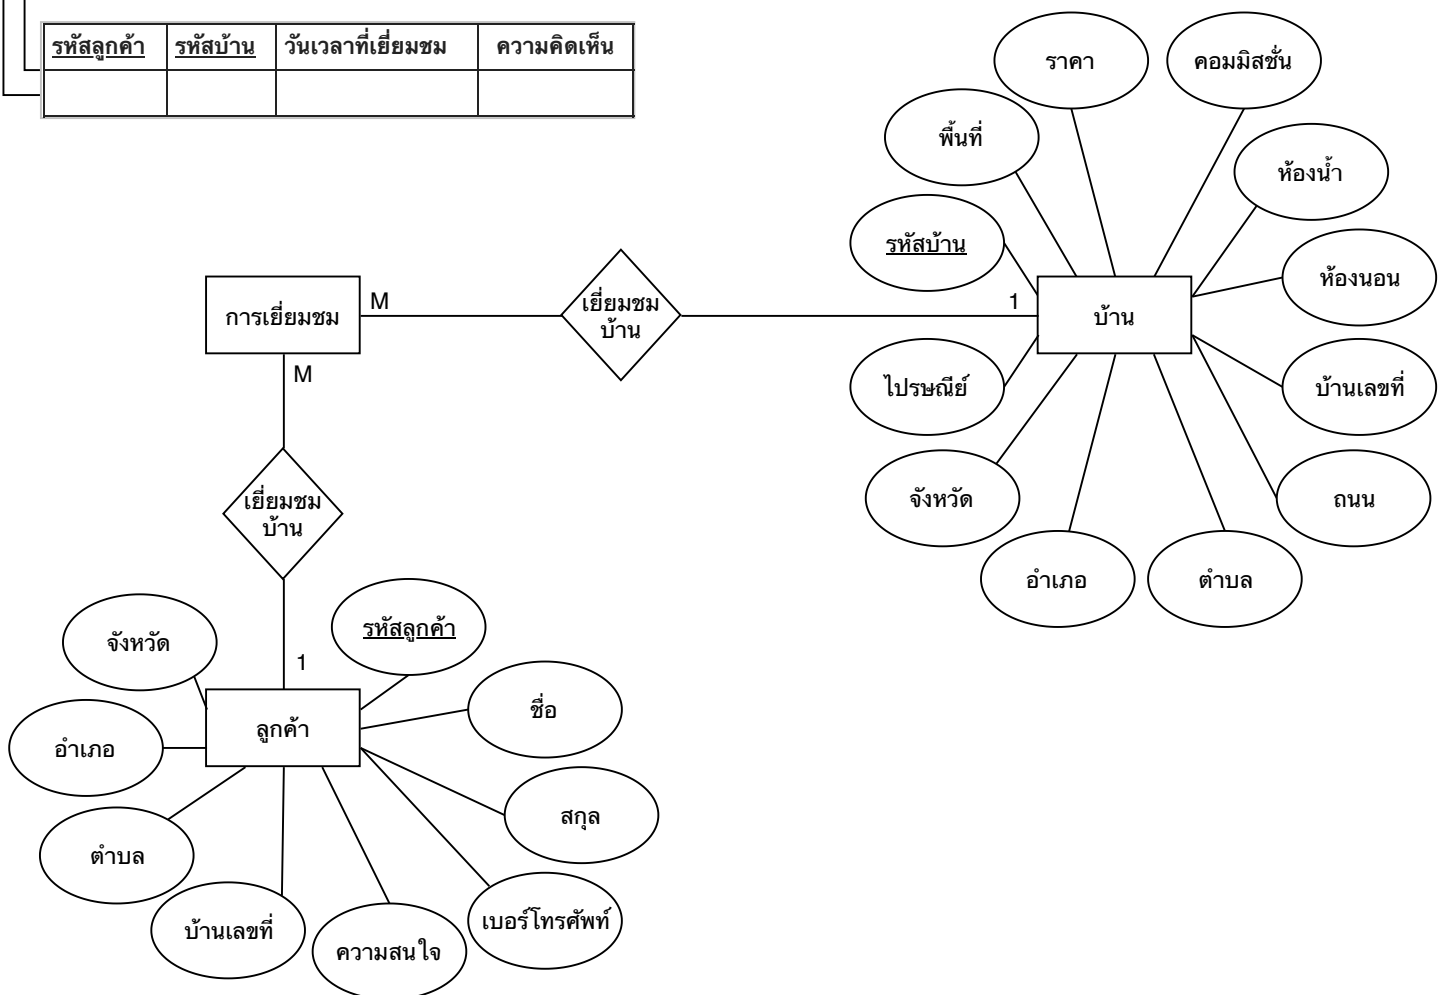 รหัสลูกค้า รหัสบ้าน วันเวลาที่เยี่ยมชม ความคิดเห็น
ราคา
คอมมิสชั่น
พื้นที่
ห้องน้ำ
รหัสบ้าน
ห้องนอน
การเยี่ยมชม
M
เยี่ยมชม
บ้าน
1
บ้าน
M
ไปรษณีย์
บ้านเลขที่
จังหวัด
ถนน
เยี่ยมชม
บ้าน
อำเภอ
ตำบล
จังหวัด
รหัสลูกค้า
1
ชื่อ
ลูกค้า
อำเภอ
สกุล
ตำบล
บ้านเลขที่
เบอร์โทรศัพท์
ความสนใจ